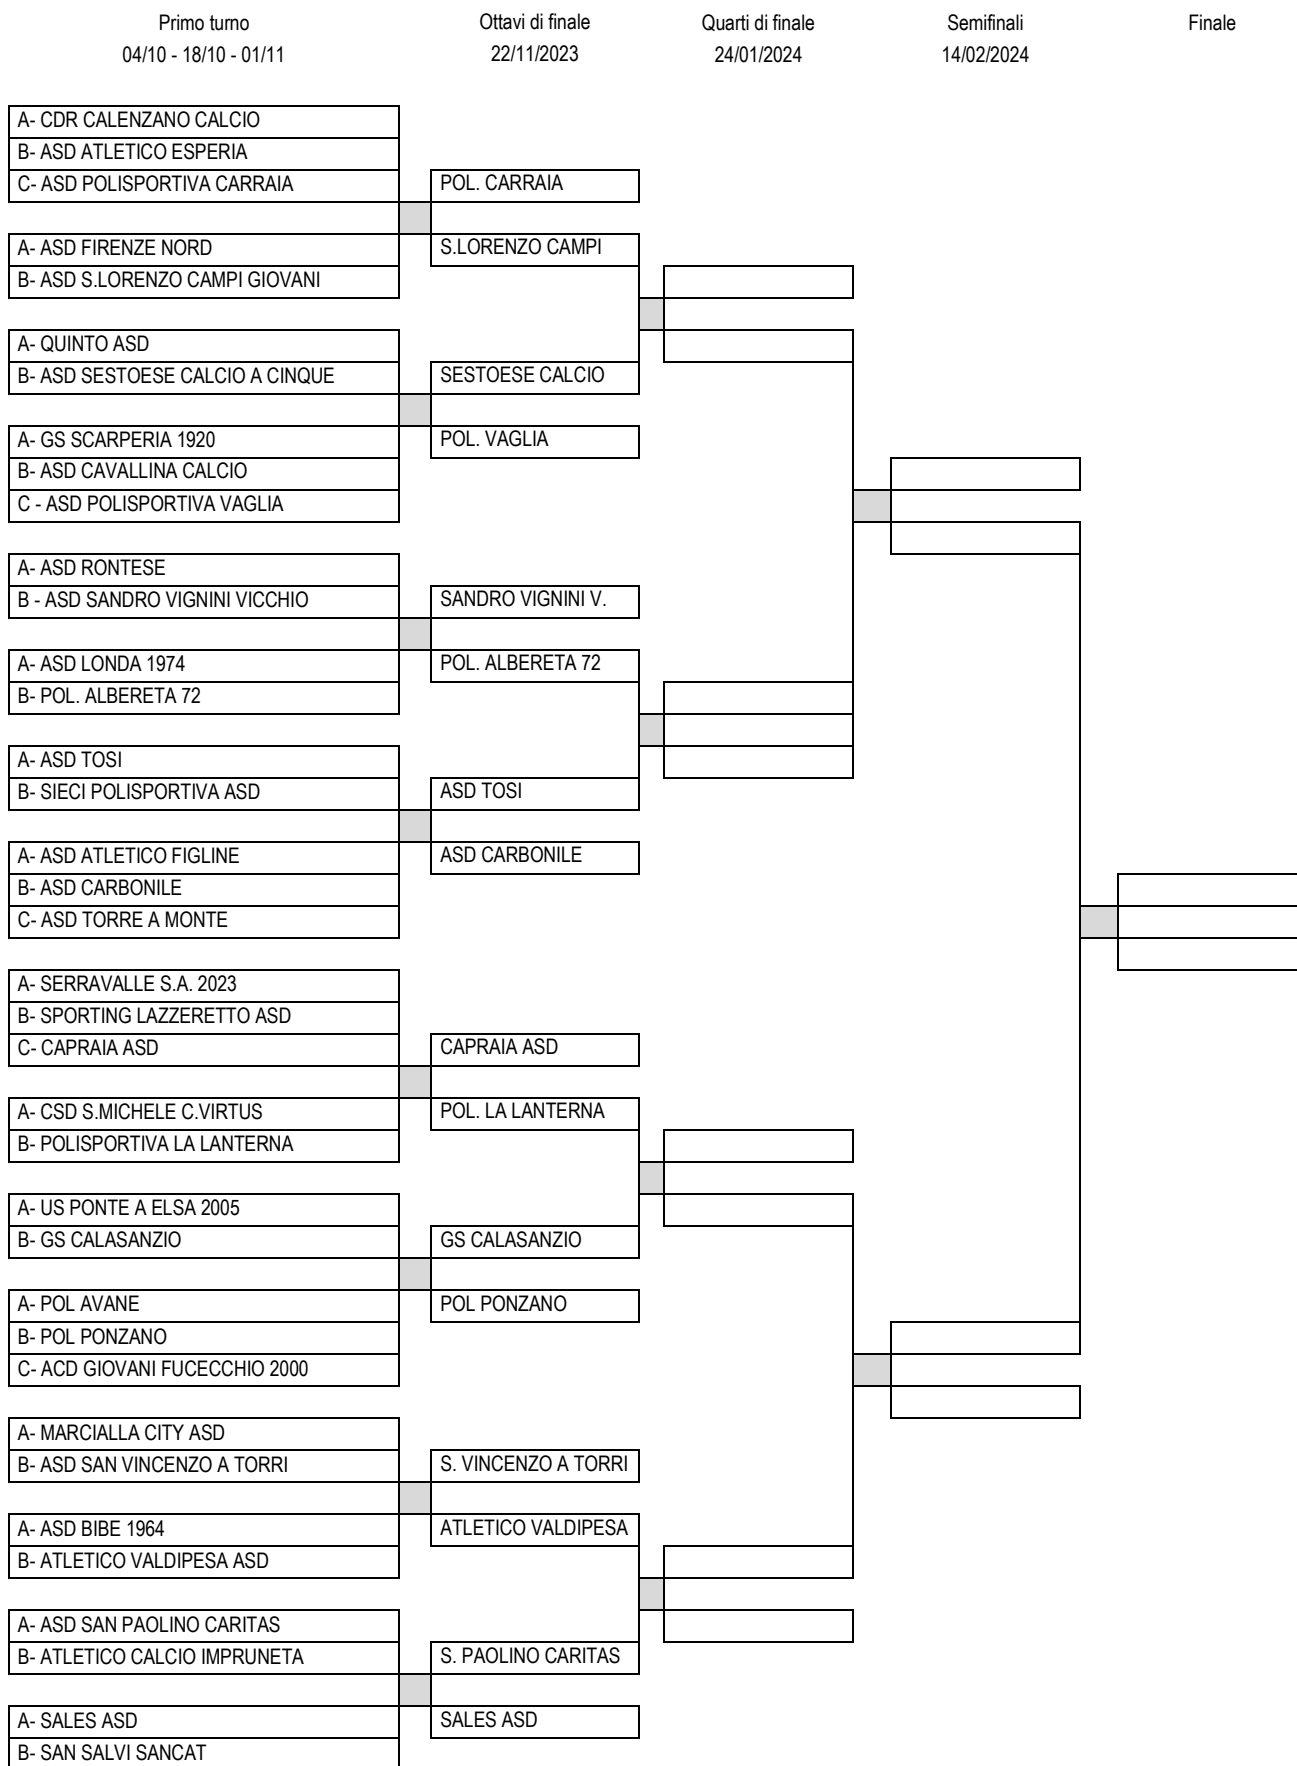 Primo turno
04/10 - 18/10 - 01/11
Ottavi di finale
22/11/2023
Quarti di finale
24/01/2024
Semifinali
14/02/2024
Finale
A- CDR CALENZANO CALCIO
B- ASD ATLETICO ESPERIA
C- ASD POLISPORTIVA CARRAIA
POL. CARRAIA
A- ASD FIRENZE NORD
S.LORENZO CAMPI
B- ASD S.LORENZO CAMPI GIOVANI
A- QUINTO ASD
B- ASD SESTOESE CALCIO A CINQUE
SESTOESE CALCIO
A- GS SCARPERIA 1920
POL. VAGLIA
B- ASD CAVALLINA CALCIO
C - ASD POLISPORTIVA VAGLIA
A- ASD RONTESE
B - ASD SANDRO VIGNINI VICCHIO
SANDRO VIGNINI V.
A- ASD LONDA 1974
POL. ALBERETA 72
B- POL. ALBERETA 72
A- ASD TOSI
B- SIECI POLISPORTIVA ASD
ASD TOSI
A- ASD ATLETICO FIGLINE
ASD CARBONILE
B- ASD CARBONILE
C- ASD TORRE A MONTE
A- SERRAVALLE S.A. 2023
B- SPORTING LAZZERETTO ASD
C- CAPRAIA ASD
CAPRAIA ASD
A- CSD S.MICHELE C.VIRTUS
POL. LA LANTERNA
B- POLISPORTIVA LA LANTERNA
A- US PONTE A ELSA 2005
B- GS CALASANZIO
GS CALASANZIO
A- POL AVANE
POL PONZANO
B- POL PONZANO
C- ACD GIOVANI FUCECCHIO 2000
A- MARCIALLA CITY ASD
B- ASD SAN VINCENZO A TORRI
S. VINCENZO A TORRI
A- ASD BIBE 1964
ATLETICO VALDIPESA
B- ATLETICO VALDIPESA ASD
A- ASD SAN PAOLINO CARITAS
B- ATLETICO CALCIO IMPRUNETA
S. PAOLINO CARITAS
A- SALES ASD
SALES ASD
B- SAN SALVI SANCAT